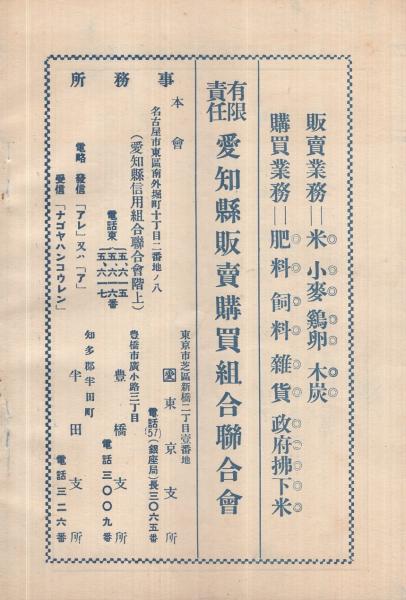 販賣業務＝米 小麥 鷄卵 木炭
購買業務＝肥料 飼料 雜貨 政府拂下米
有限責任 愛知縣販賣購買組合聯合會
事務所
本會
名古屋市東區南外堀町十丁目二番地ノ八
（愛知縣信用組合聯合會階上）
電話東（五、六一五 五、六一六番 五、六一七
電略 發信「アレ」又ハ「ア」
受信「ナゴヤハンコウレン」
東京市芝區新橋二丁目壹番地
愛 東京支所
電話(57)（銀座局）長三〇六五番
豊橋市廣小路三丁目
豊橋支所
電話三〇〇九番
知多郡半田町
半田支所
電話三二六番